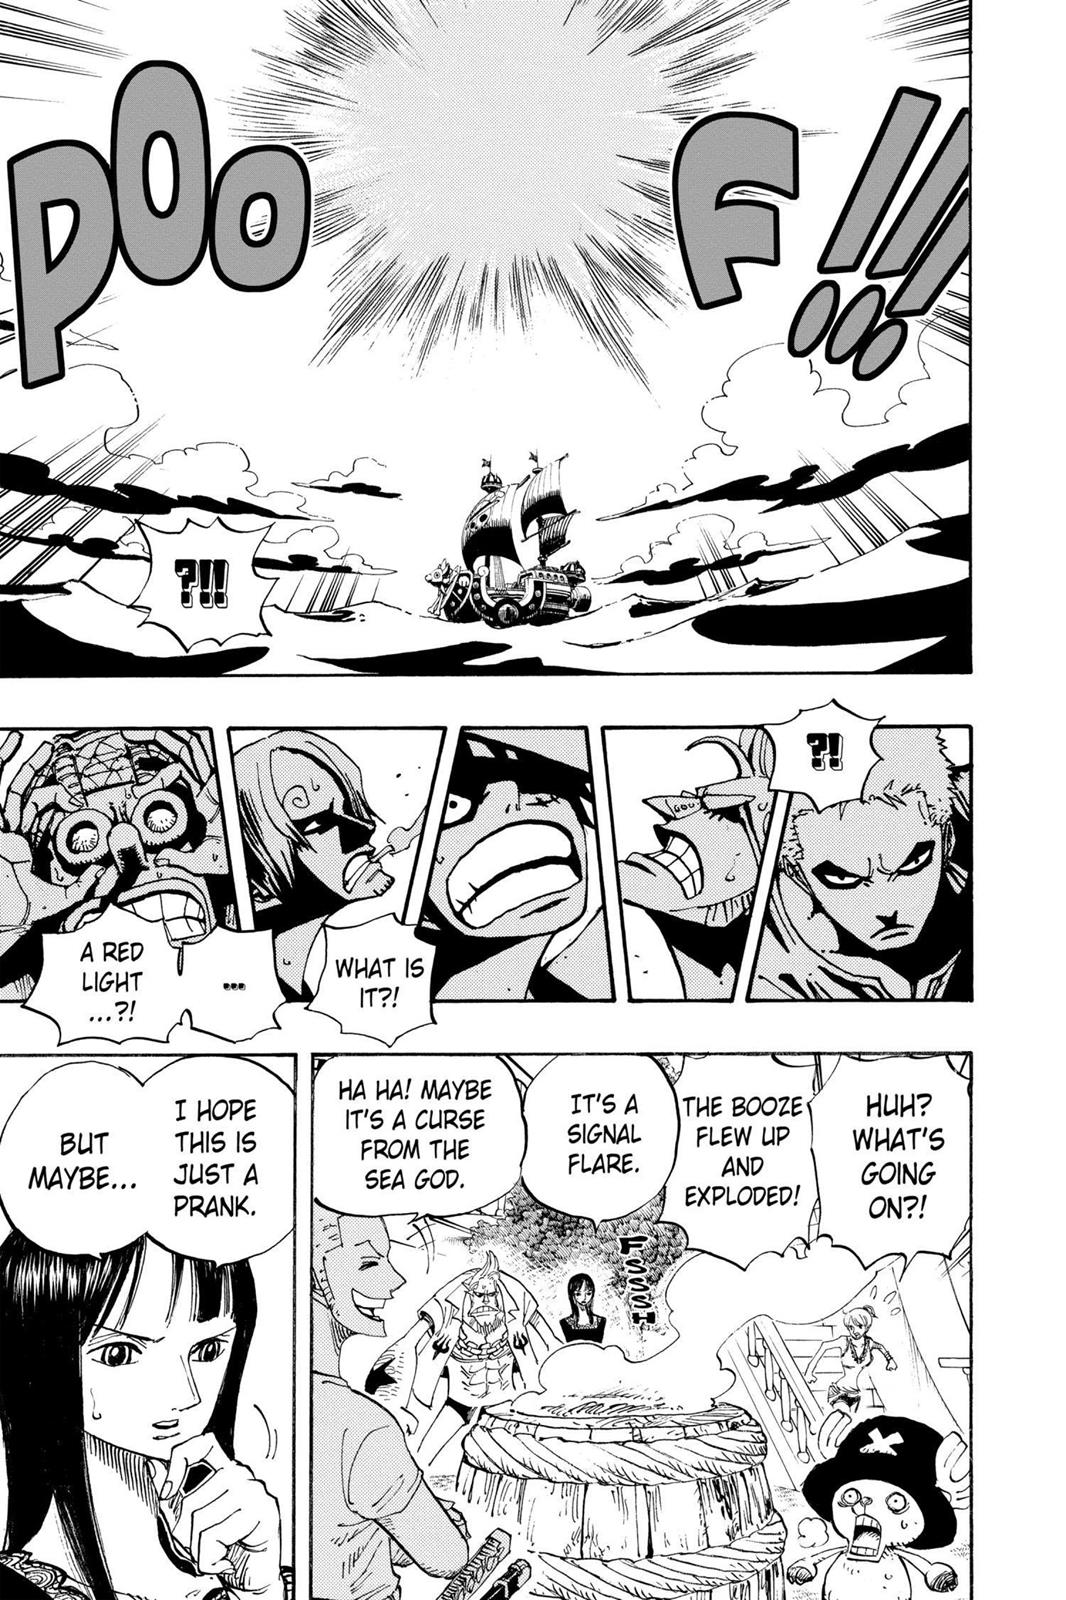 POOF!!!
?!!
?!
WHAT IS
IT?!
...
A RED
LIGHT
...?!
HUH?
WHAT'S
GOING
ON?!
THE BOOZE
FLEW UP
AND
EXPLODED!
IT'S A
SIGNAL
FLARE.
HA HA! MAYBE
IT'S A CURSE
FROM THE
SEA GOD.
FSSSH
I HOPE
THIS IS
JUST A
PRANK.
BUT
MAYBE...